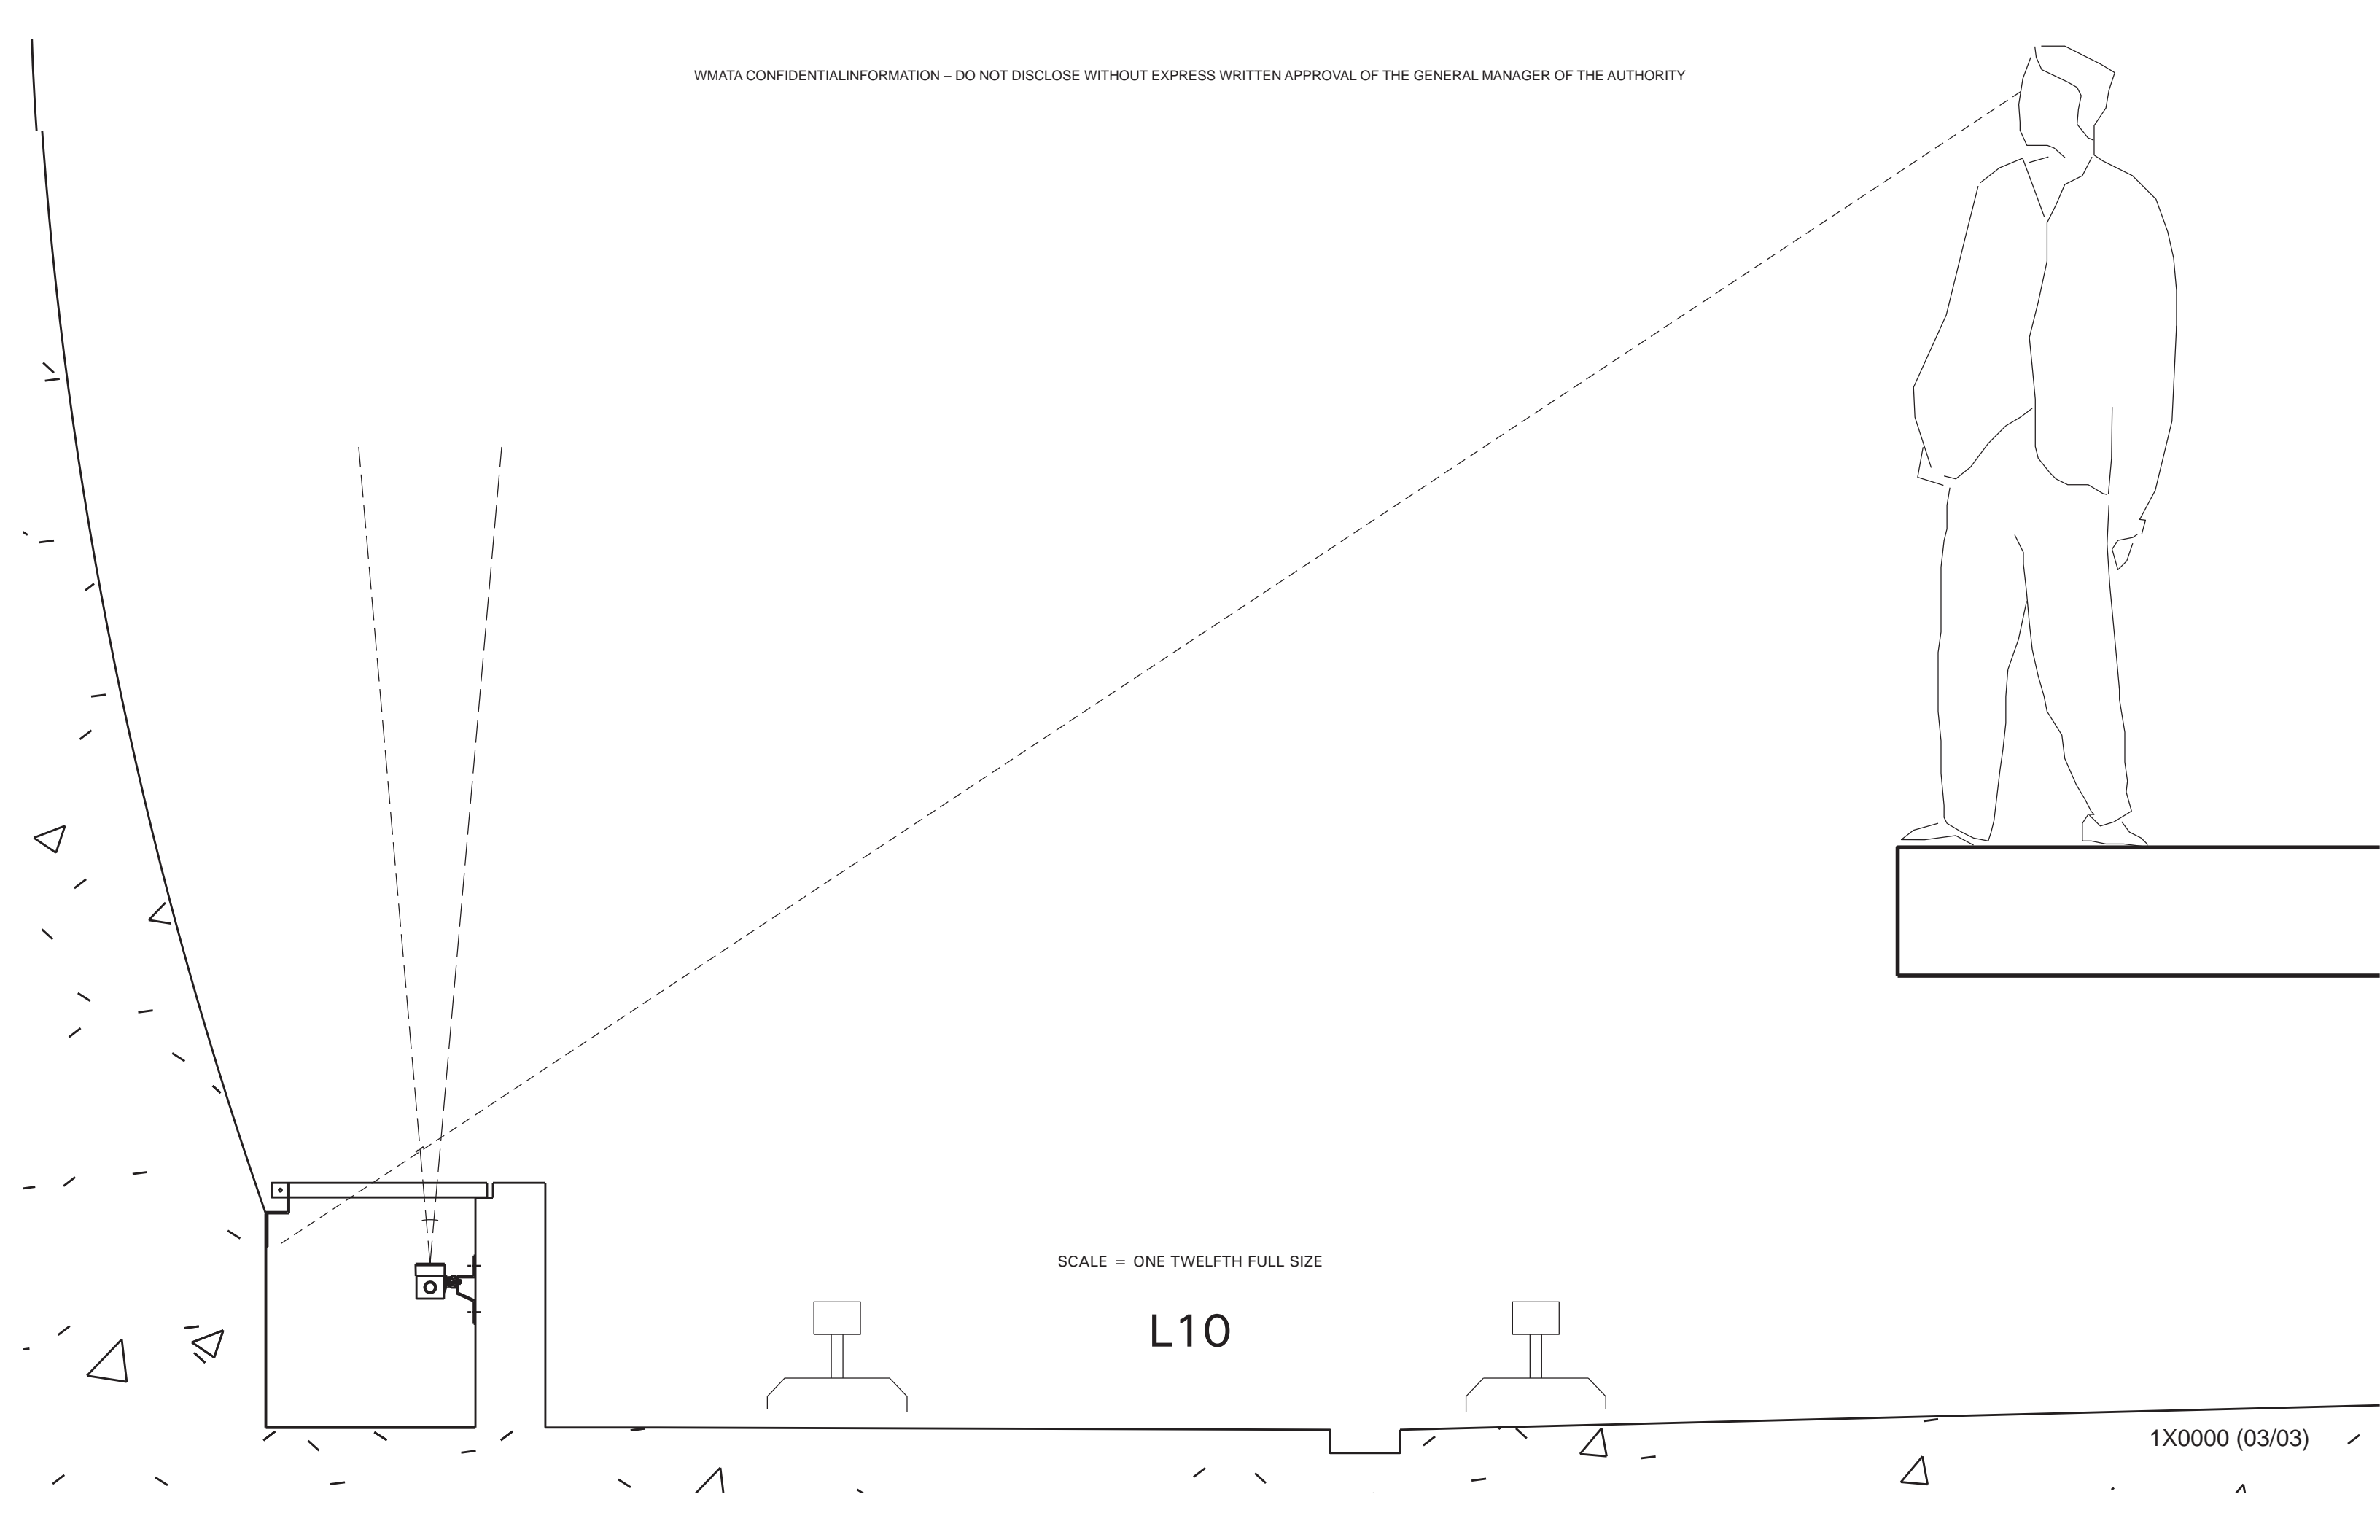 WMATA CONFIDENTIALINFORMATION – DO NOT DISCLOSE WITHOUT EXPRESS WRITTEN APPROVAL OF THE GENERAL MANAGER OF THE AUTHORITY
SCALE = ONE TWELFTH FULL SIZE
L10
1X0000 (03/03)